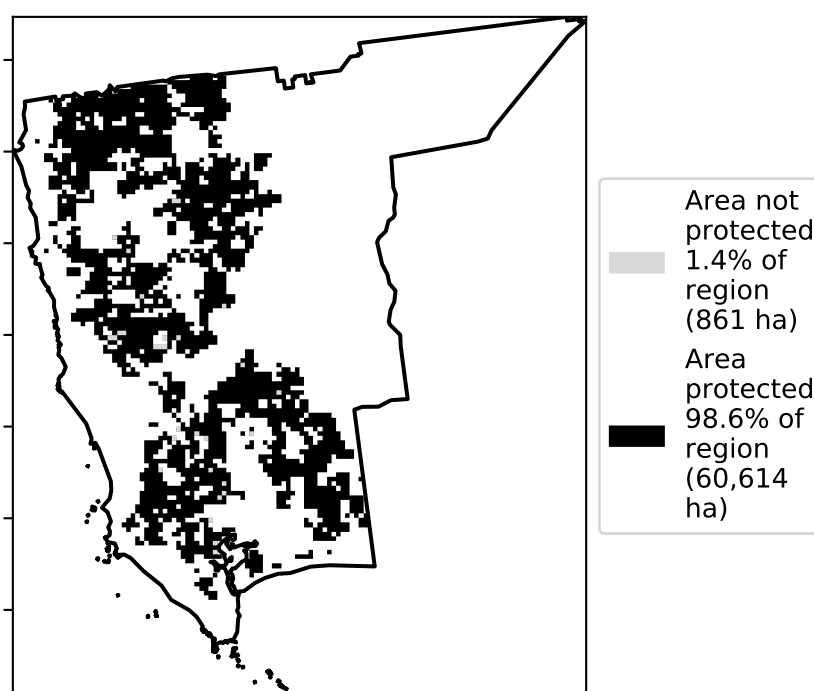 Area not
protected
1.4% of
region
(861 ha)
Area
protected
98.6% of
region
(60,614
ha)